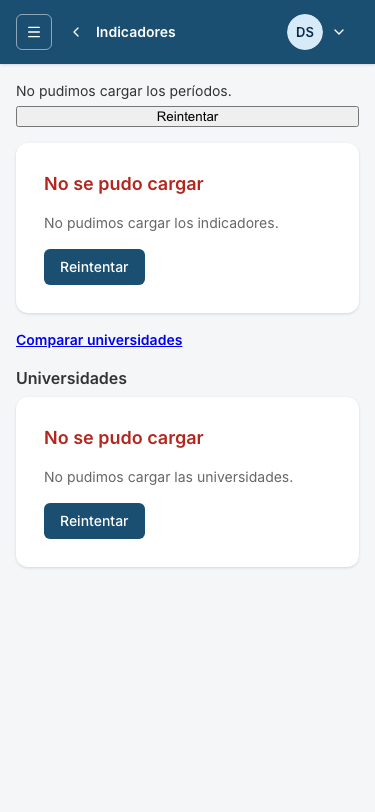 Indicadores
DS
No pudimos cargar los períodos.
Reintentar
No se pudo cargar
No pudimos cargar los indicadores.
Reintentar
Comparar universidades
Universidades
No se pudo cargar
No pudimos cargar las universidades.
Reintentar